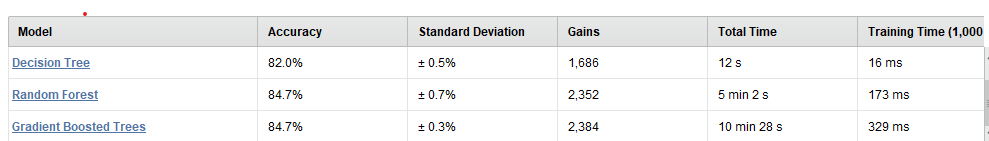 Model Accuracy Standard Deviation Gains Total Time Training Time (1,000
Decision Tree 82.0% ± 0.5% 1,686 12 s 16 ms
Random Forest 84.7% ± 0.7% 2,352 5 min 2 s 173 ms
Gradient Boosted Trees 84.7% ± 0.3% 2,384 10 min 28 s 329 ms